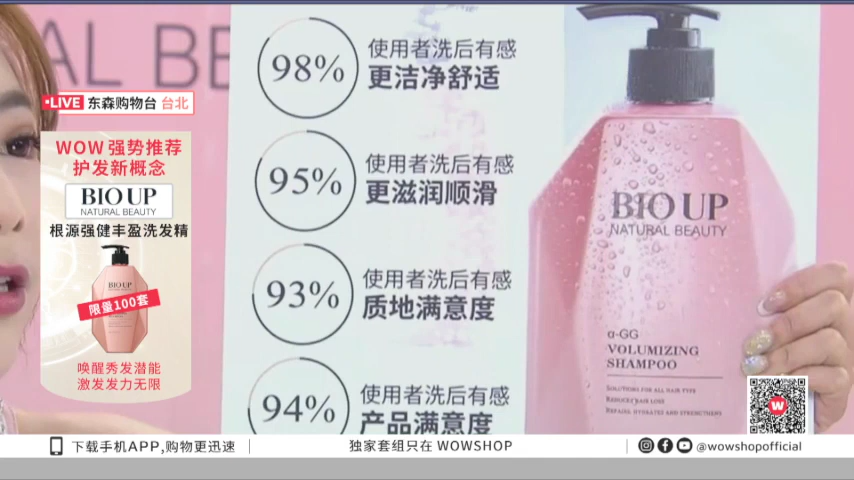 AL BE
98%
使用者洗后有感
更洁净舒适
95%
使用者洗后有感
更滋润顺滑
93%
使用者洗后有感
质地满意度
94%
使用者洗后有感
产品满意度
BIO UP
NATURAL BEAUTY
α-GG
VOLUMIZING
SHAMPOO
SOLUTIONS FOR ALL HAIR TYPE
REDUCES HAIR LOSS
REPAIRS, HYDRATES AND STRENGTHENS
LIVE 东森购物台 台北
WOW 强势推荐
护发新概念
BIO UP
NATURAL BEAUTY
根源强健丰盈洗发精
BIO UP
限量100套
唤醒秀发潜能
激发发力无限
W
下载手机APP,购物更迅速
独家套组只在 WOWSHOP
@wowshopofficial